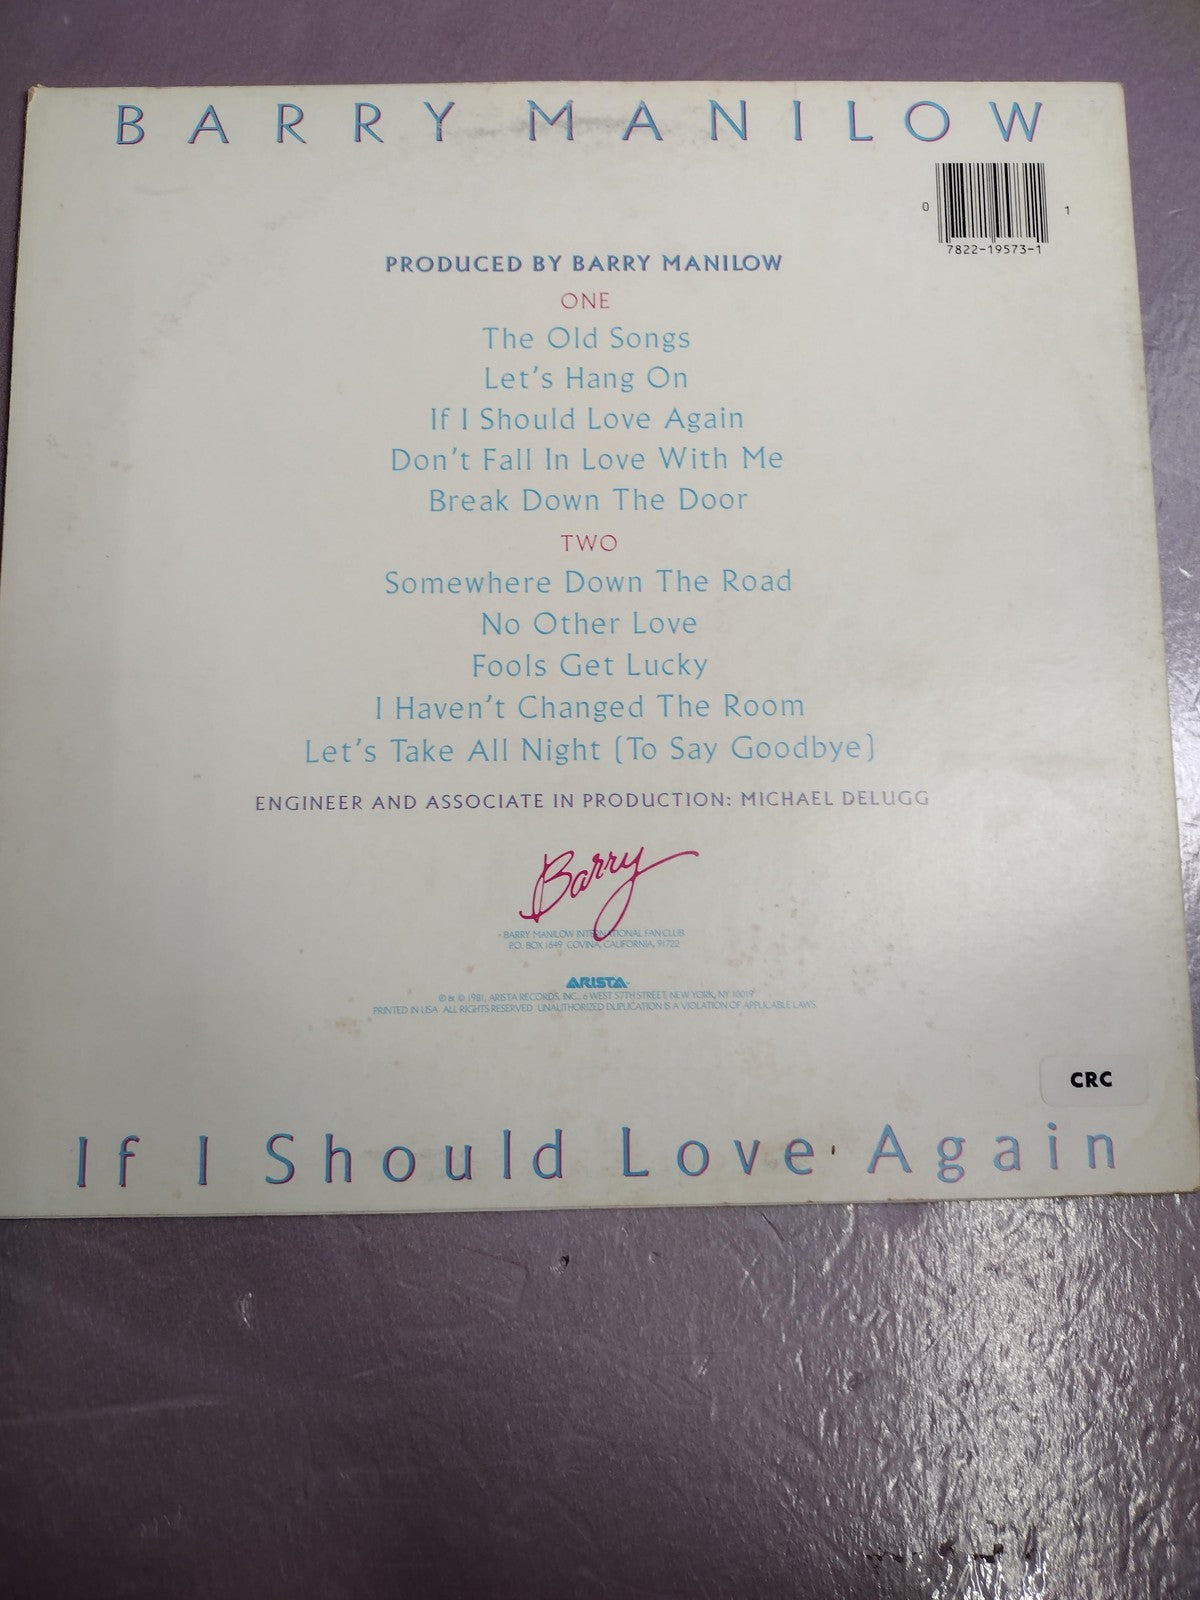 BARRY MANILOW
0 7822-19573-1 1
PRODUCED BY BARRY MANILOW
ONE
The Old Songs
Let's Hang On
If I Should Love Again
Don't Fall In Love With Me
Break Down The Door
TWO
Somewhere Down The Road
No Other Love
Fools Get Lucky
I Haven't Changed The Room
Let's Take All Night (To Say Goodbye)
ENGINEER AND ASSOCIATE IN PRODUCTION: MICHAEL DELUGG
Barry
BARRY MANILOW INTERNATIONAL FAN CLUB
P.O. BOX 1649 COVINA, CALIFORNIA, 91722
ARISTA
℗ & © 1981, ARISTA RECORDS, INC., 6 WEST 57TH STREET, NEW YORK, NY 10019
PRINTED IN USA ALL RIGHTS RESERVED UNAUTHORIZED DUPLICATION IS A VIOLATION OF APPLICABLE LAWS.
CRC
If I Should Love Again